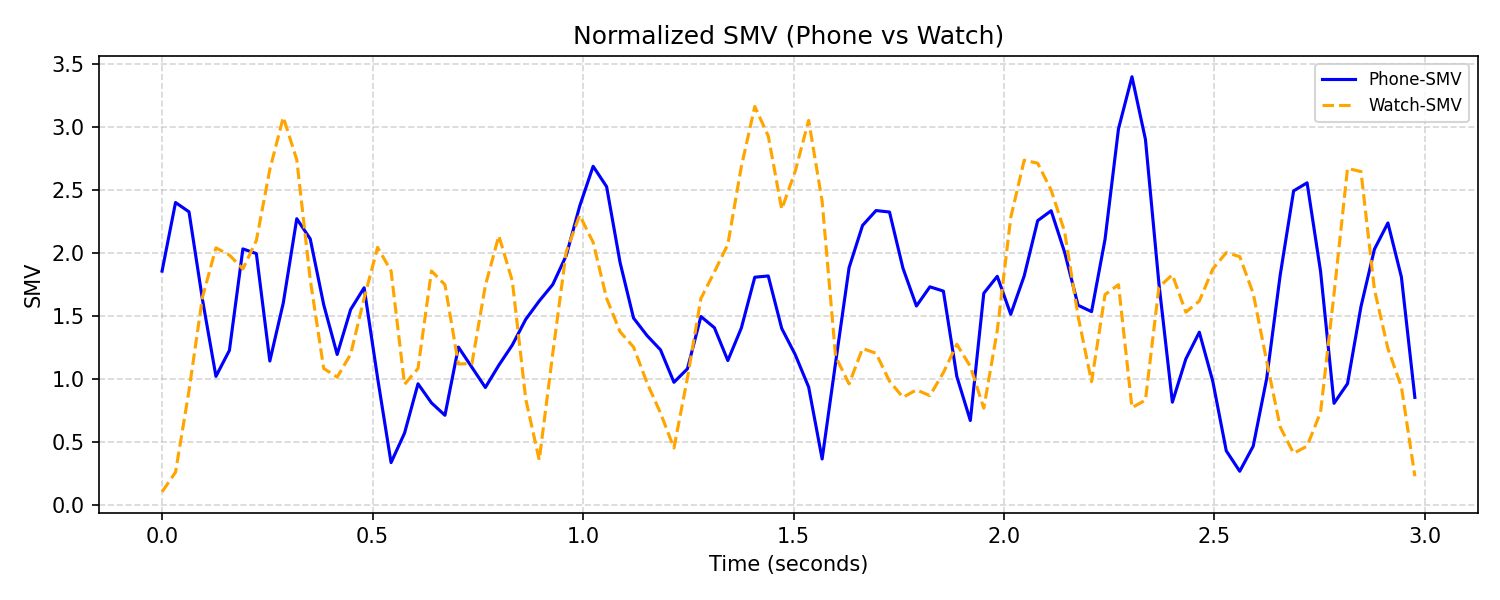 Normalized SMV (Phone vs Watch)
3.5
3.0
2.5
2.0
1.5
1.0
0.5
0.0
SMV
Phone-SMV
Watch-SMV
0.0 0.5 1.0 1.5 2.0 2.5 3.0
Time (seconds)